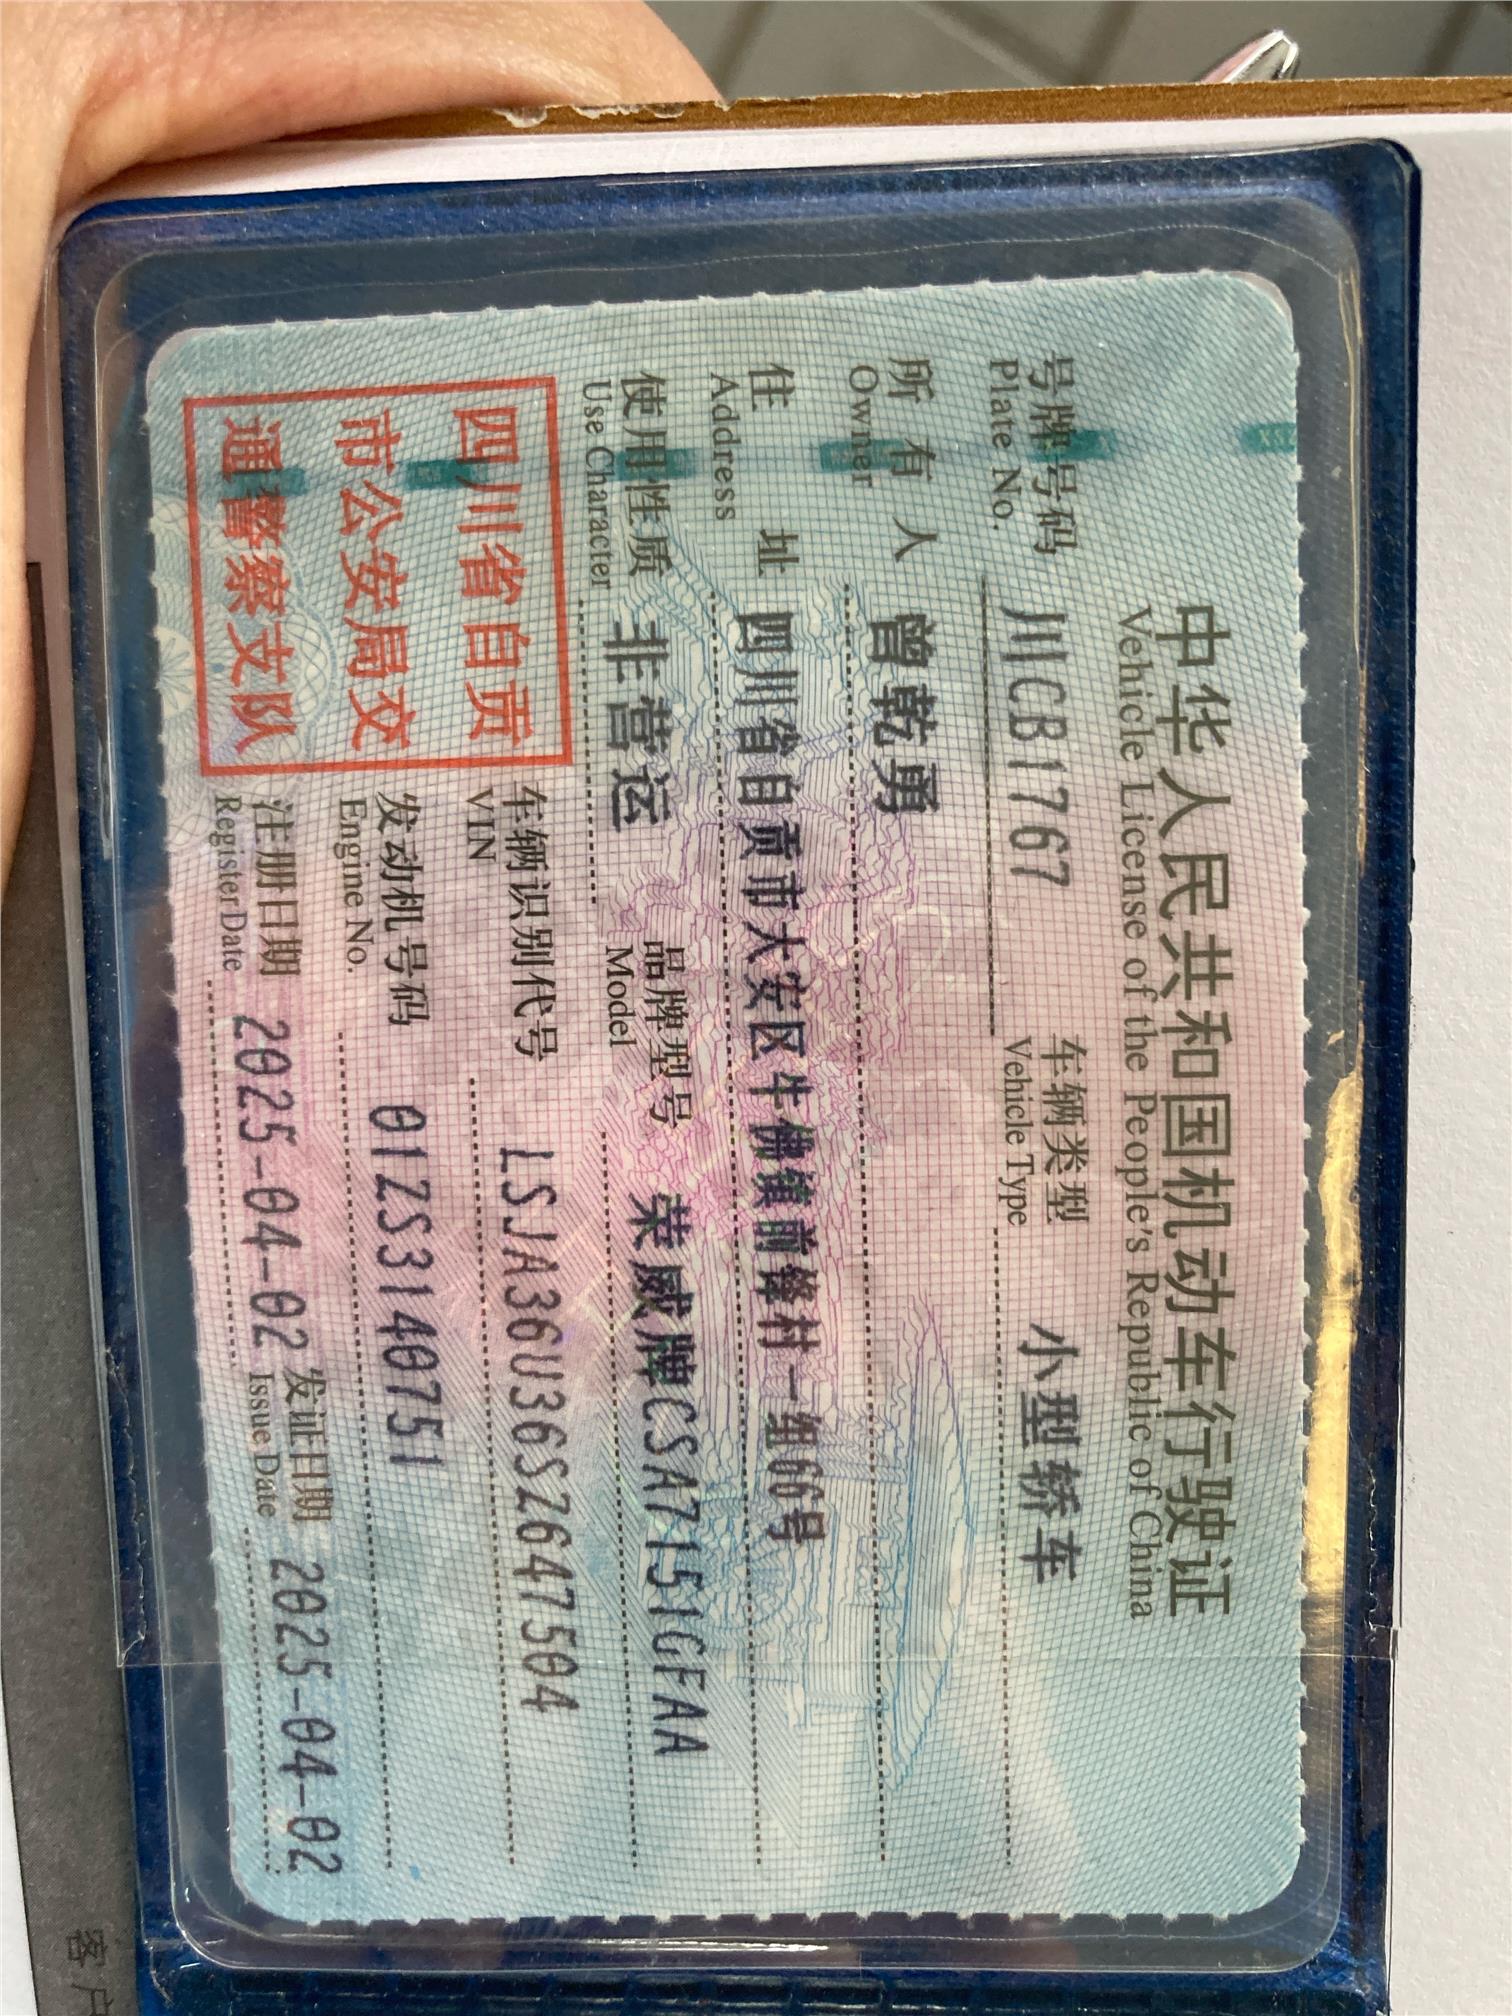 中华人民共和国机动车行驶证
Vehicle License of the People's Republic of China
号牌号码 川CB1767 车辆类型 小型轿车
Plate No. Vehicle Type
所有人 曾乾勇
Owner
住址 四川省自贡市大安区牛佛镇前锋村一组66号
Address
使用性质 非营运 品牌型号 荣威牌CSA7151GFAA
Use Character Model
四川省自贡
市公安局交
通警察支队
车辆识别代号 LSJA36U36S2647504
VIN
发动机号码 01ZS3140751
Engine No.
注册日期 2025-04-02 发证日期 2025-04-02
Register Date Issue Date
客户